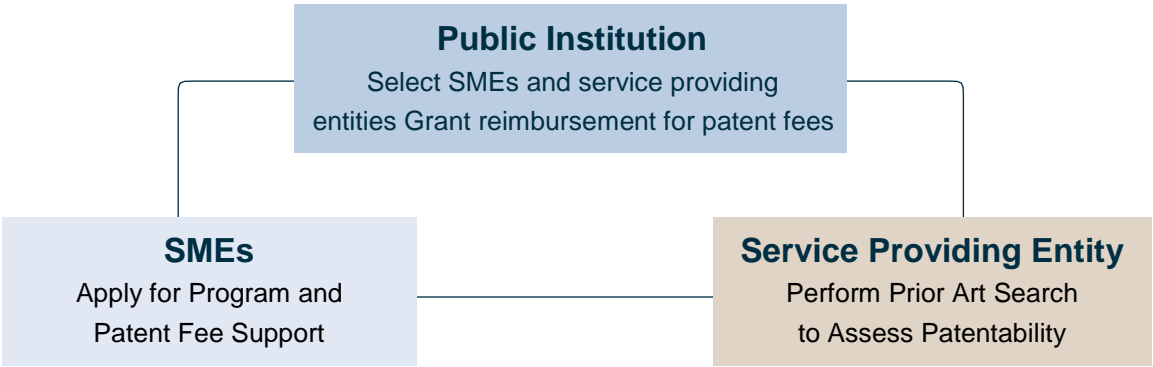 Public Institution
Select SMEs and service providing
entities Grant reimbursement for patent fees
SMEs
Apply for Program and
Patent Fee Support
Service Providing Entity
Perform Prior Art Search
to Assess Patentability